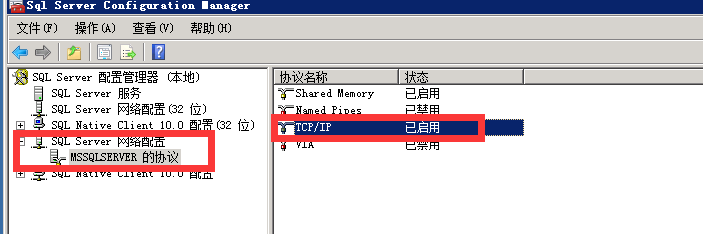 Sql Server Configuration Manager
文件(F) 操作(A) 查看(V) 帮助(H)
SQL Server 配置管理器 (本地)
SQL Server 服务
SQL Server 网络配置(32 位)
SQL Native Client 10.0 配置(32 位)
SQL Server 网络配置
MSSQLSERVER 的协议
SQL Native Client 10.0 配置
协议名称 状态
Shared Memory 已启用
Named Pipes 已禁用
TCP/IP 已启用
VIA 已禁用